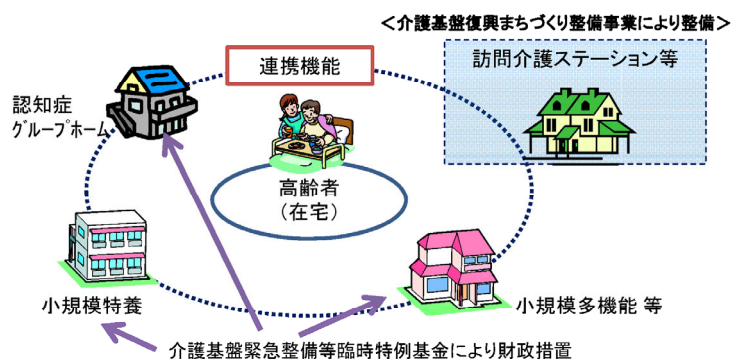 ＜介護基盤復興まちづくり整備事業により整備＞
訪問介護ステーション等
連携機能
認知症
グループホーム
高齢者
（在宅）
小規模特養
小規模多機能 等
介護基盤緊急整備等臨時特例基金により財政措置